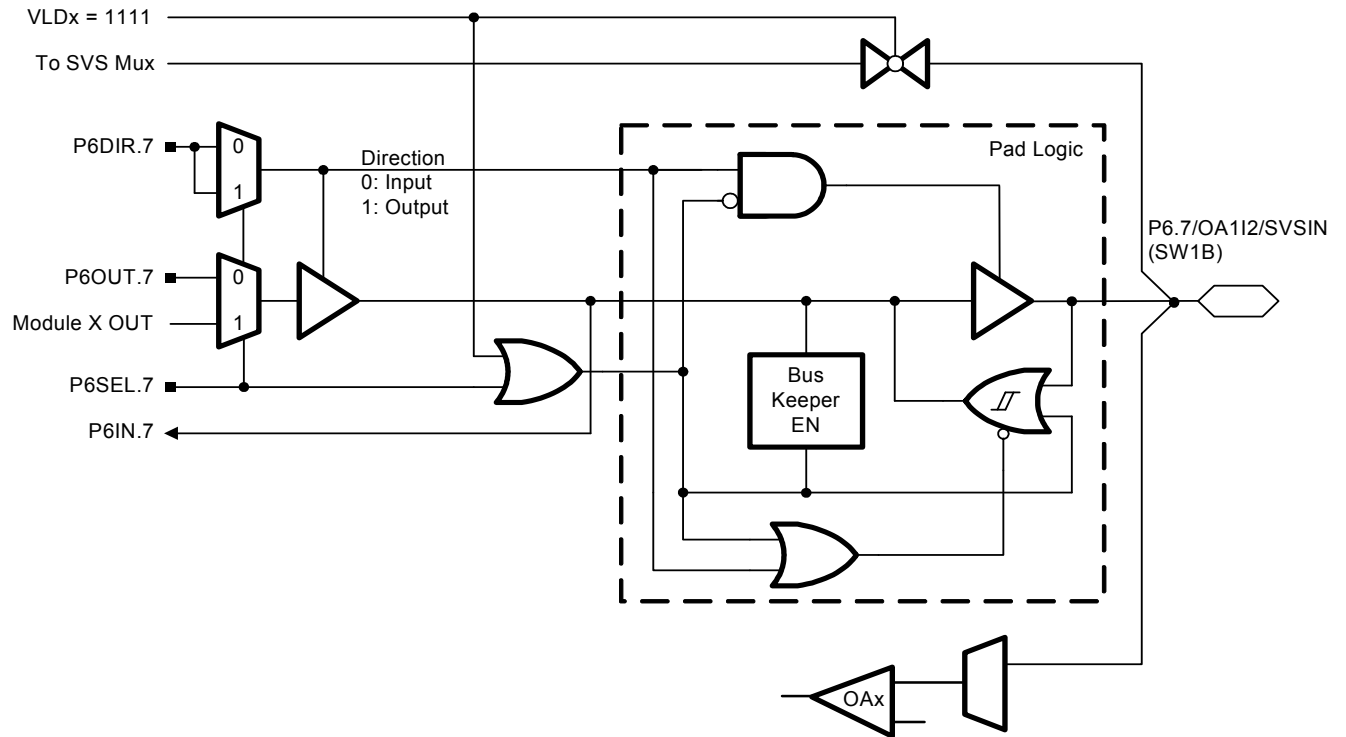 VLDx = 1111
To SVS Mux
P6DIR.7
0
1
Direction
0: Input
1: Output
Pad Logic
P6.7/OA1I2/SVSIN
(SW1B)
P6OUT.7
0
Module X OUT
1
P6SEL.7
Bus
Keeper
EN
P6IN.7
OAx